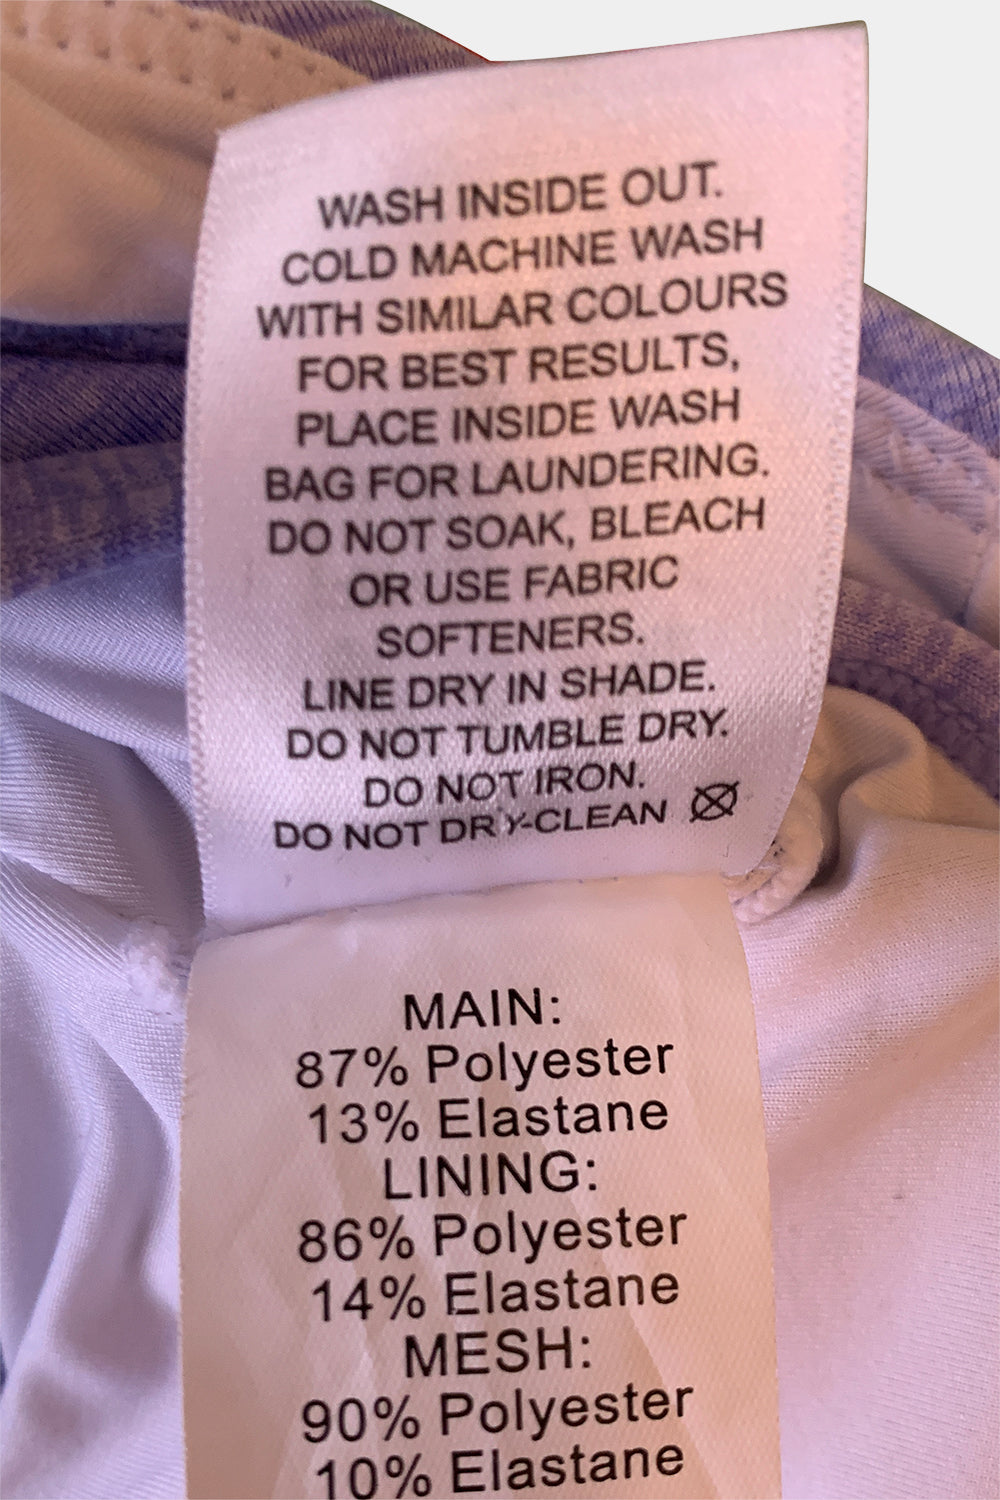 WASH INSIDE OUT.
COLD MACHINE WASH
WITH SIMILAR COLOURS
FOR BEST RESULTS,
PLACE INSIDE WASH
BAG FOR LAUNDERING.
DO NOT SOAK, BLEACH
OR USE FABRIC
SOFTENERS.
LINE DRY IN SHADE.
DO NOT TUMBLE DRY.
DO NOT IRON.
DO NOT DRY-CLEAN
MAIN:
87% Polyester
13% Elastane
LINING:
86% Polyester
14% Elastane
MESH:
90% Polyester
10% Elastane